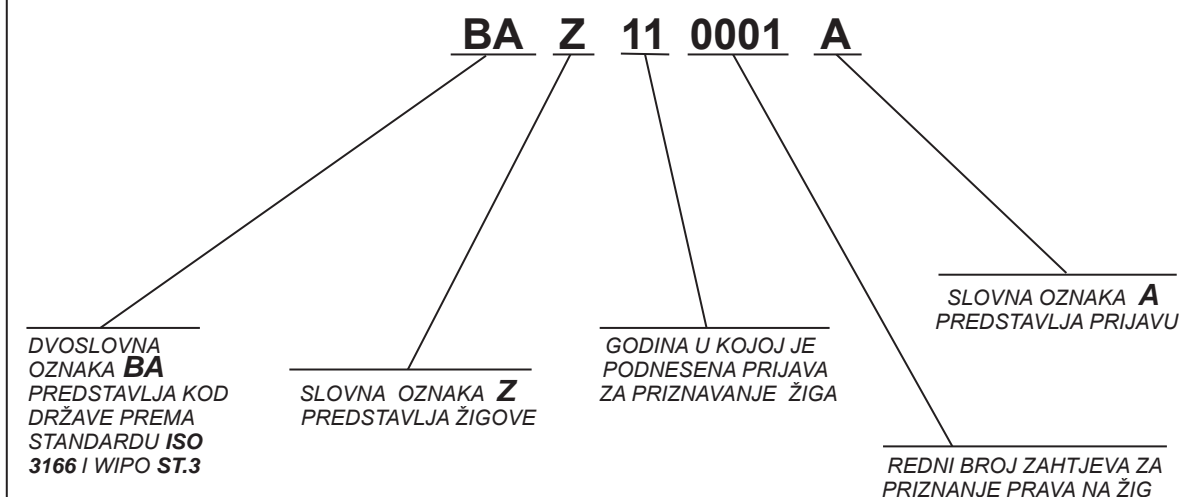 BA Z 11 0001 A
DVOSLOVNA
OZNAKA BA
PREDSTAVLJA KOD
DRŽAVE PREMA
STANDARDU ISO
3166 I WIPO ST.3
SLOVNA OZNAKA Z
PREDSTAVLJA ŽIGOVE
GODINA U KOJOJ JE
PODNESENA PRIJAVA
ZA PRIZNAVANJE ŽIGA
REDNI BROJ ZAHTJEVA ZA
PRIZNANJE PRAVA NA ŽIG
SLOVNA OZNAKA A
PREDSTAVLJA PRIJAVU